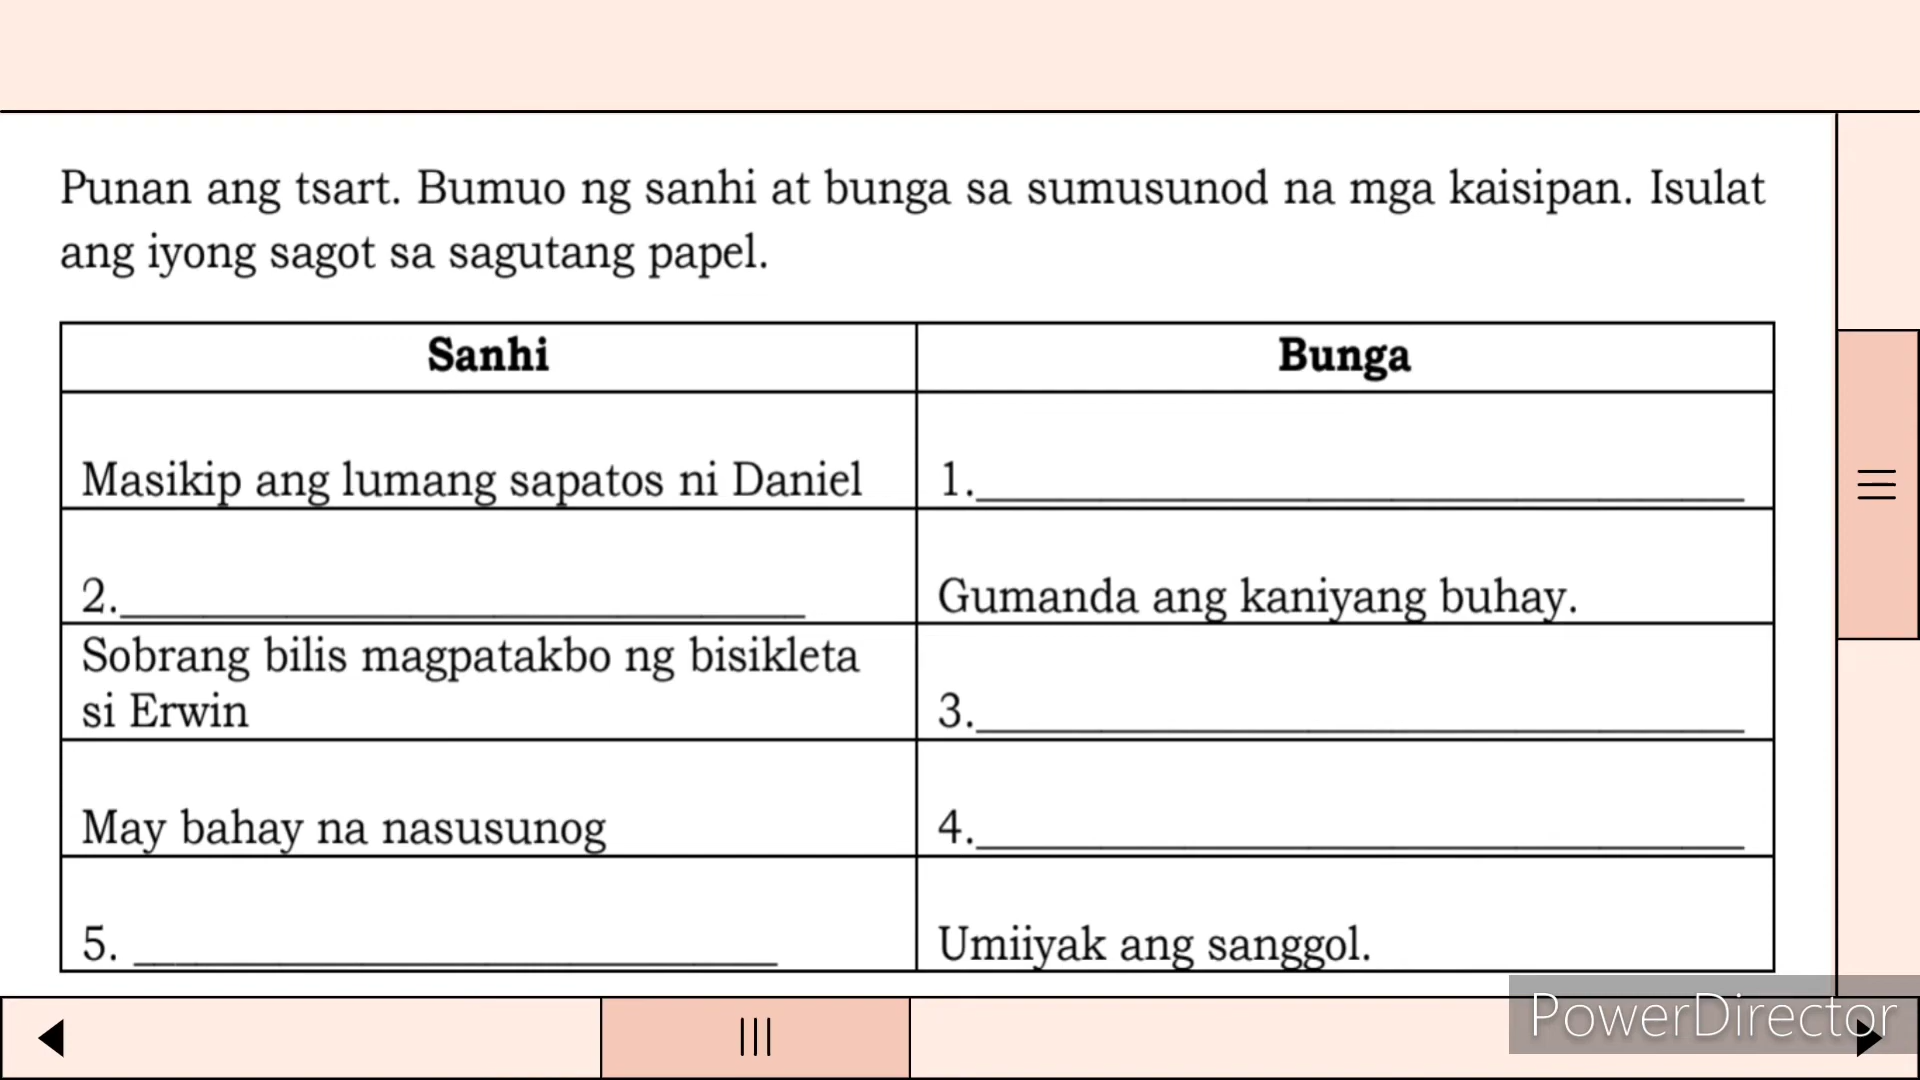 Punan ang tsart. Bumuo ng sanhi at bunga sa sumusunod na mga kaisipan. Isulat
ang iyong sagot sa sagutang papel.
Sanhi
Bunga
Masikip ang lumang sapatos ni Daniel
1.
2.
Gumanda ang kaniyang buhay.
Sobrang bilis magpatakbo ng bisikleta
si Erwin
3.
May bahay na nasusunog
4.
5.
Umiiyak ang sanggol.
PowerDirector